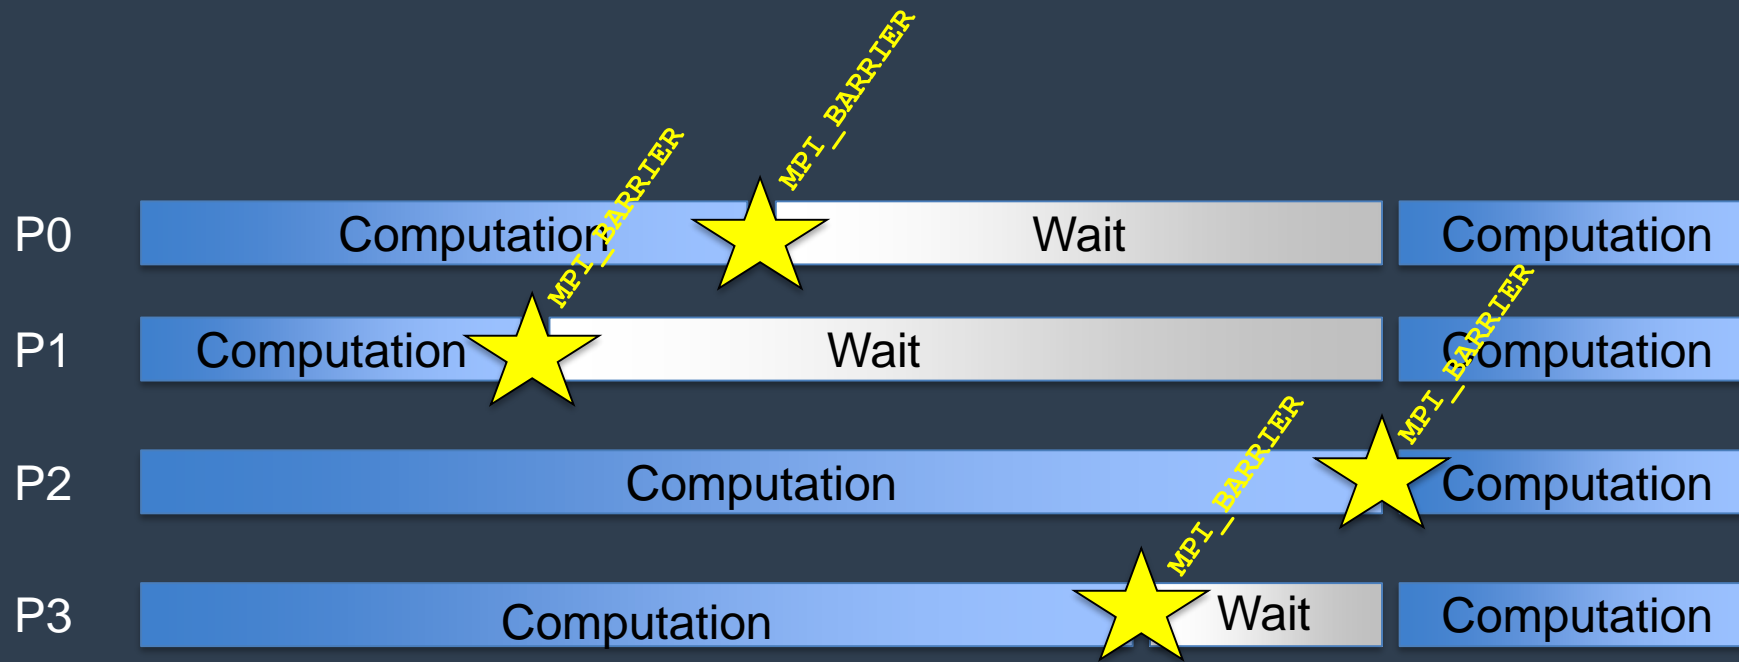 MPI_BARRIER
MPI_BARRIER
P0 Computation Wait Computation
P1 Computation Wait Computation
MPI_BARRIER
MPI_BARRIER
P2 Computation Computation
P3 Computation Wait Computation